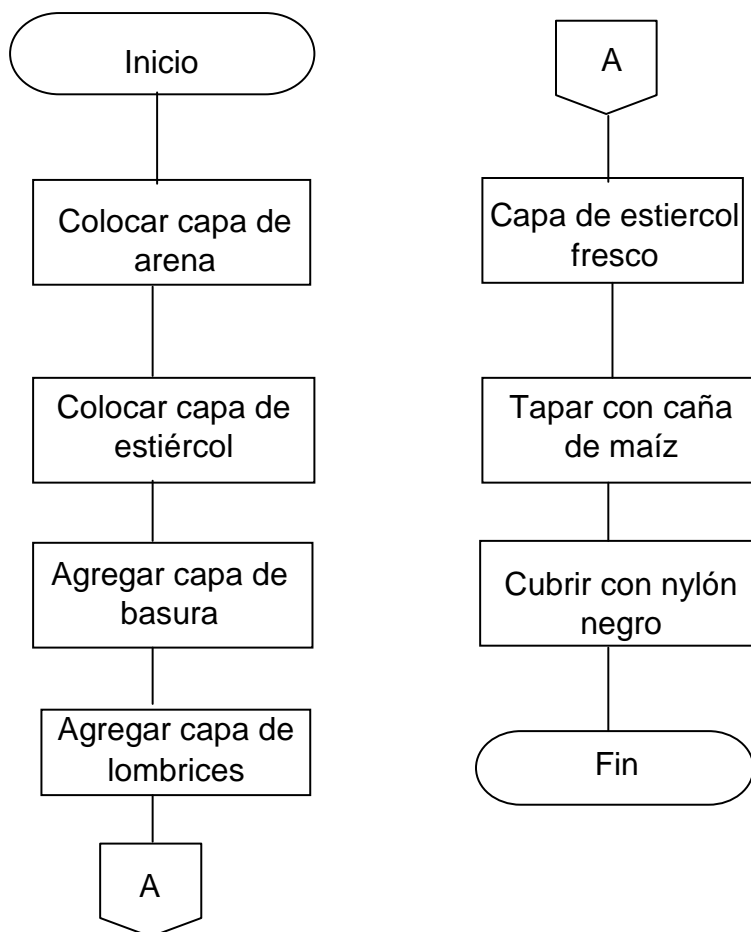 Inicio
Colocar capa de
arena
Colocar capa de
estiércol
Agregar capa de
basura
Agregar capa de
lombrices
A
A
Capa de estiercol
fresco
Tapar con caña
de maíz
Cubrir con nylón
negro
Fin